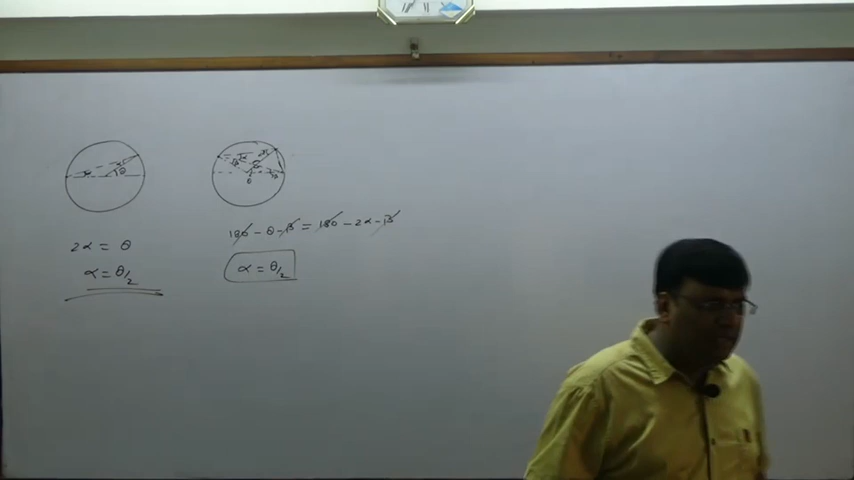 2α = θ
α = θ/2
180 - θ - β = 180 - 2α - β
α = θ/2